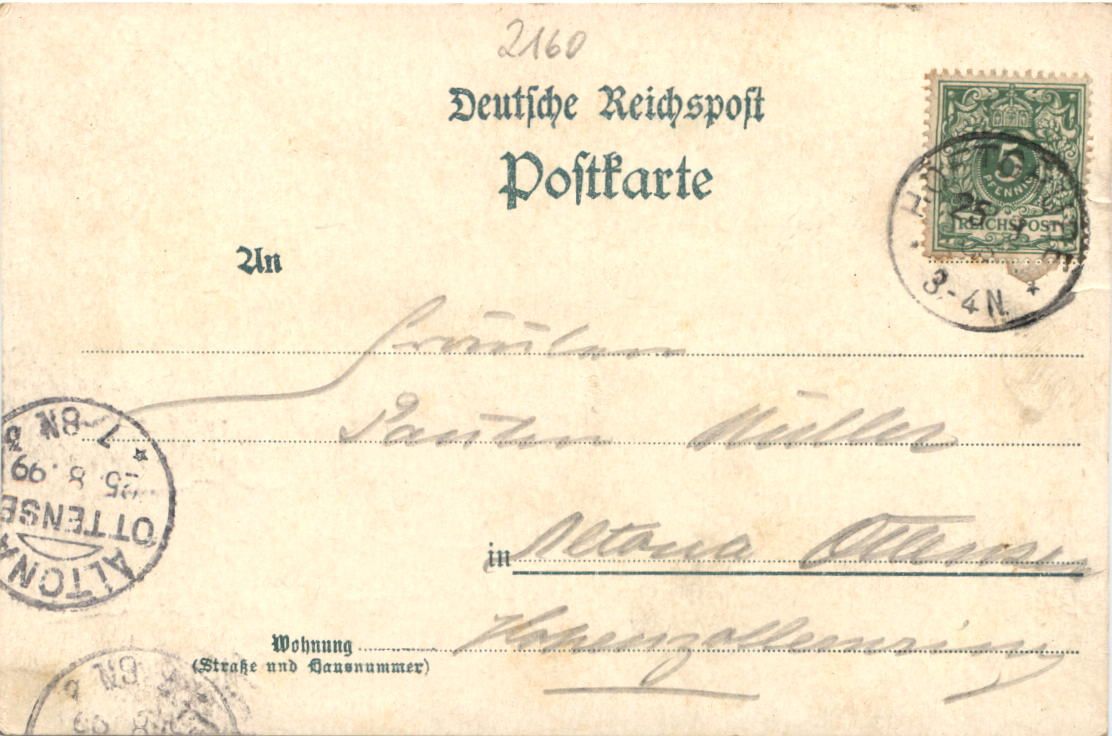 2160
Deutsche Reichspost
Postkarte
5
PFENNIG
REICHSPOST
25
3-4N.
An
Fräulein
Müller
in Altona Ottensen
Wohnung Hohenzollernring
(Straße und Hausnummer)
7-8N
25.8.99
OTTENSE
ALTONA